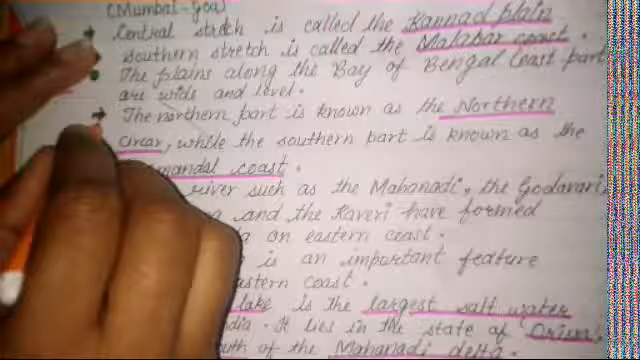 (Mumbai-Goa)
Central stretch is called the Kannad plain
southern stretch is called the Malabar coast.
The plains along the Bay of Bengal (east part
are wide and level.
→ The northern part is known as the Northern
circar, while the southern part is known as the
mandal coast.
river such as the Mahanadi, the Godavari
and the Kaveri have formed
on eastern coast.
is an important feature
eastern coast.
lake is the largest salt water
India. It lies in the state of Orissa,
south of the Mahanadi delta.